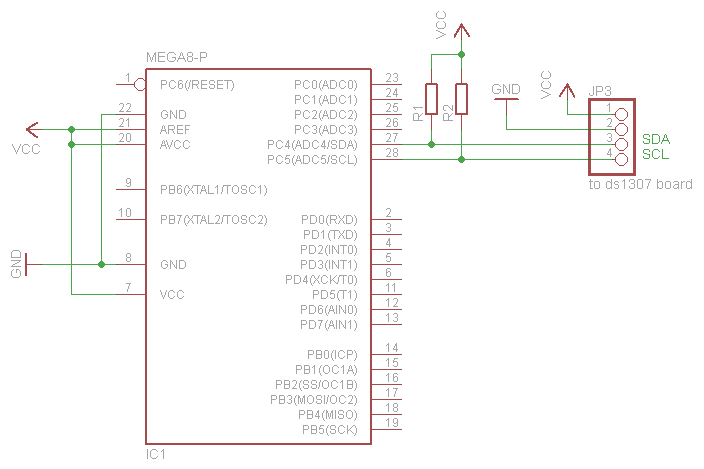 VCC
MEGA8-P
1 PC6(/RESET) PC0(ADC0) 23
PC1(ADC1) 24
22 GND PC2(ADC2) 25
21 AREF PC3(ADC3) 26
20 AVCC PC4(ADC4/SDA) 27
PC5(ADC5/SCL) 28
9 PB6(XTAL1/TOSC1)
10 PB7(XTAL2/TOSC2) PD0(RXD) 2
PD1(TXD) 3
PD2(INT0) 4
8 GND PD3(INT1) 5
PD4(XCK/T0) 6
7 VCC PD5(T1) 11
PD6(AIN0) 12
PD7(AIN1) 13
PB0(ICP) 14
PB1(OC1A) 15
PB2(SS/OC1B) 16
PB3(MOSI/OC2) 17
PB4(MISO) 18
PB5(SCK) 19
IC1
VCC
GND
R1
R2
GND
VCC
JP3
1
2
3 SDA
4 SCL
to ds1307 board